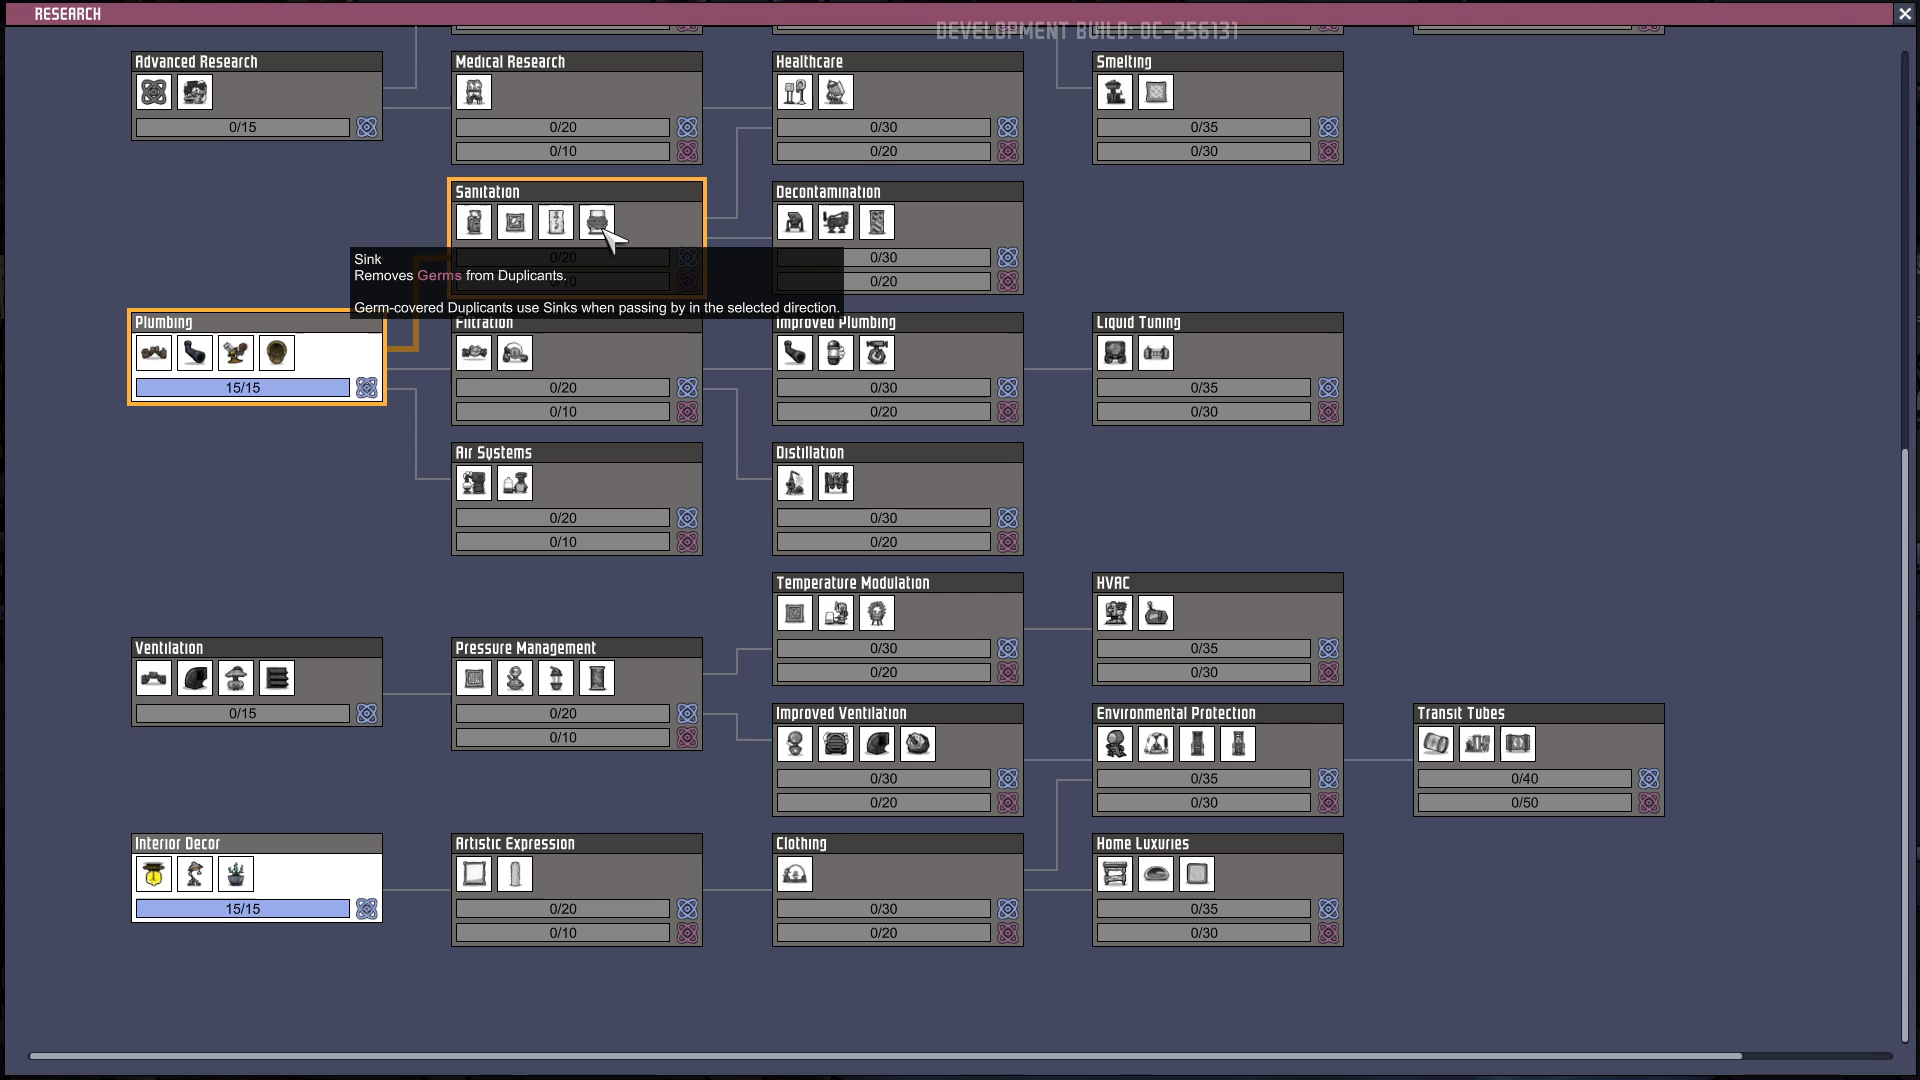 RESEARCH
DEVELOPMENT BUILD: OC-256131
Advanced Research
0/15
Medical Research
0/20
0/10
Healthcare
0/30
0/20
Smelting
0/35
0/30
Sanitation
0/20
Decontamination
0/30
0/20
Sink
Removes Germs from Duplicants.
Germ-covered Duplicants use Sinks when passing by in the selected direction.
Plumbing
15/15
Filtration
0/20
0/10
Improved Plumbing
0/30
0/20
Liquid Tuning
0/35
0/30
Air Systems
0/20
0/10
Distillation
0/30
0/20
Temperature Modulation
0/30
0/20
HVAC
0/35
0/30
Ventilation
0/15
Pressure Management
0/20
0/10
Improved Ventilation
0/30
0/20
Environmental Protection
0/35
0/30
Transit Tubes
0/40
0/50
Interior Decor
15/15
Artistic Expression
0/20
0/10
Clothing
0/30
0/20
Home Luxuries
0/35
0/30